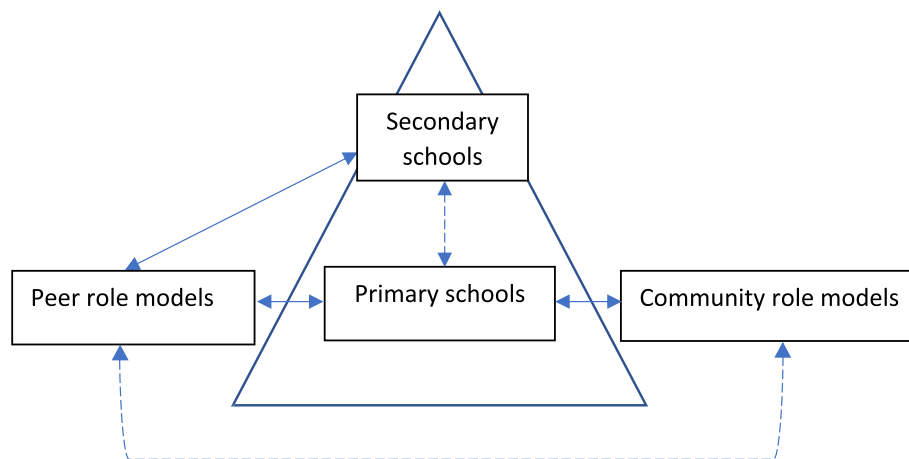 Secondary
schools
Peer role models
Primary schools
Community role models